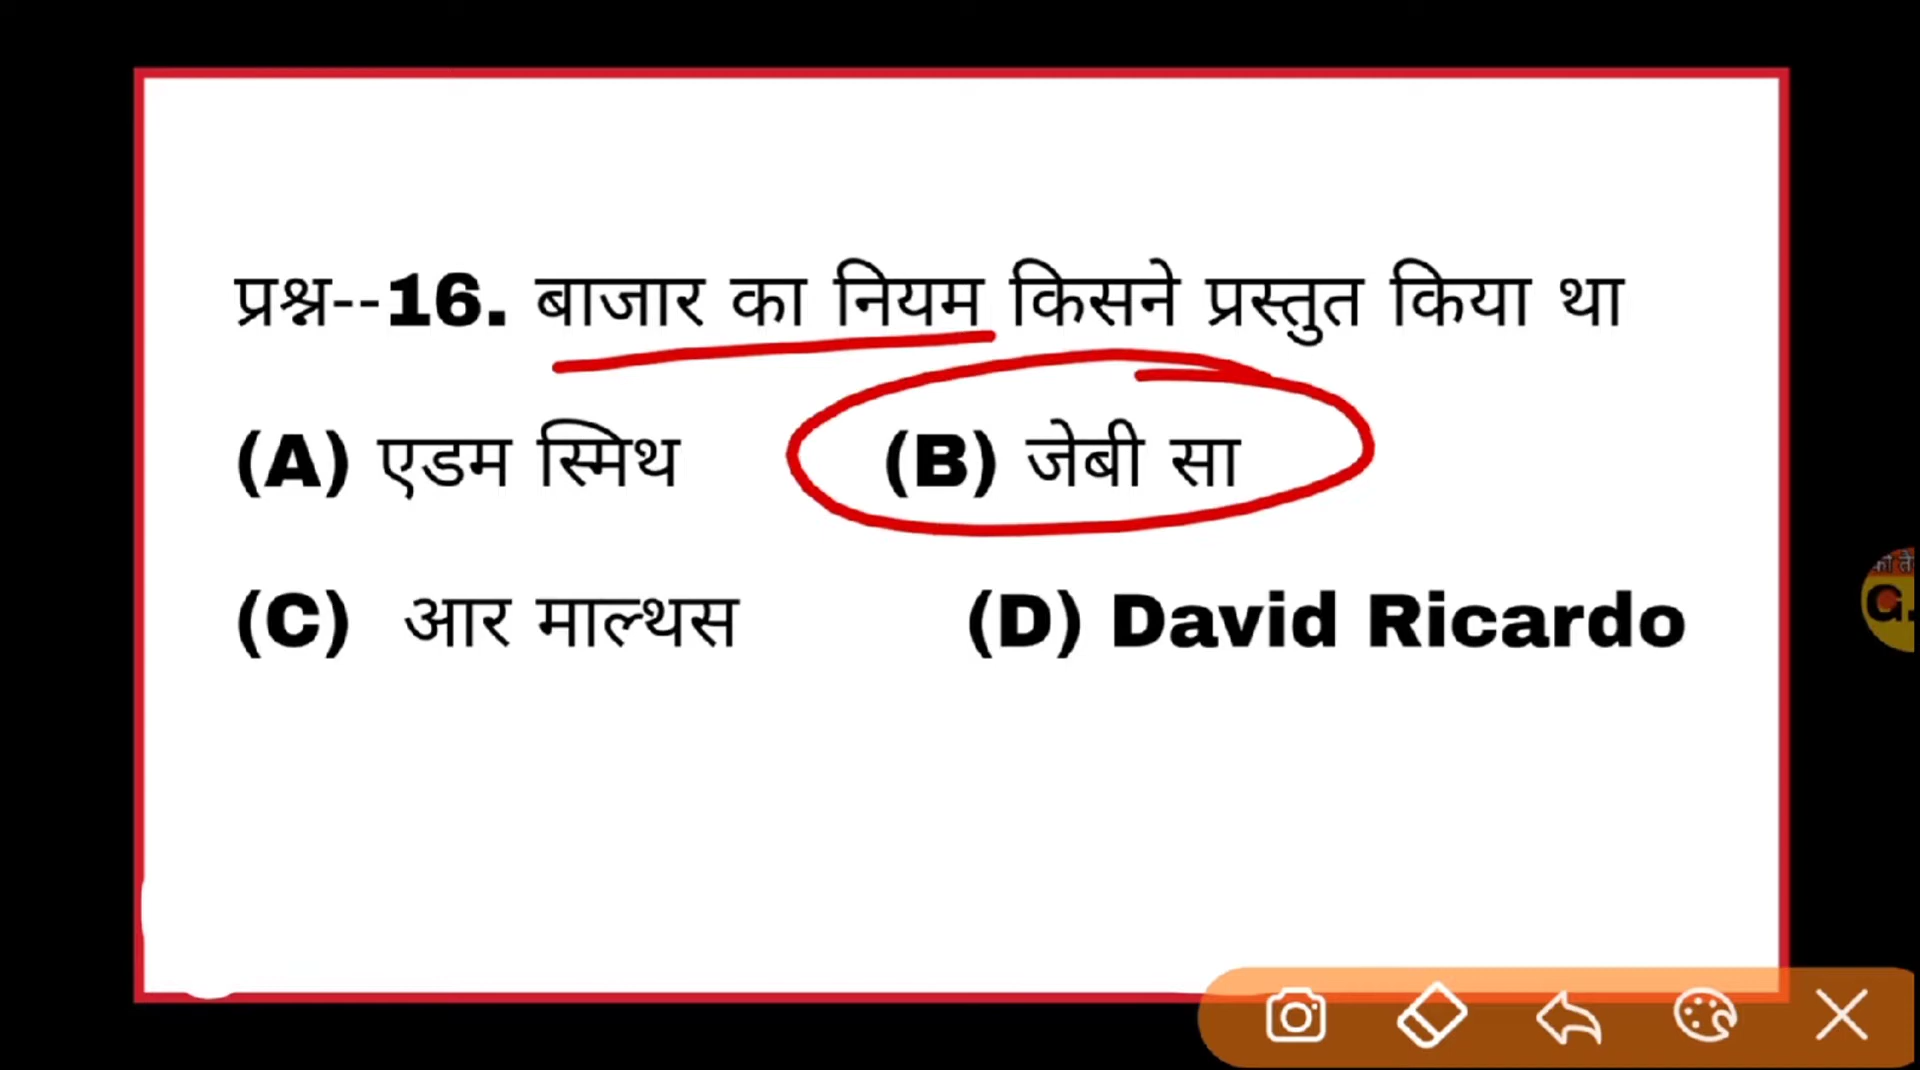 प्रश्न--16. बाजार का नियम किसने प्रस्तुत किया था
(A) एडम स्मिथ (B) जेबी सा
(C) आर माल्थस (D) David Ricardo